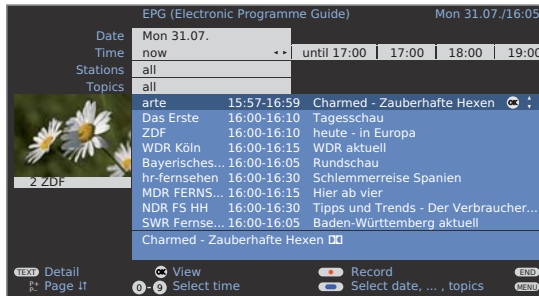 EPG (Electronic Programme Guide) Mon 31.07./16:05
Date Mon 31.07.
Time now until 17:00 17:00 18:00 19:00
Stations all
Topics all
arte 15:57-16:59 Charmed - Zauberhafte Hexen OK
Das Erste 16:00-16:10 Tagesschau
ZDF 16:00-16:10 heute - in Europa
WDR Köln 16:00-16:15 WDR aktuell
Bayerisches... 16:00-16:05 Rundschau
hr-fernsehen 16:00-16:30 Schlemmerreise Spanien
2 ZDF
MDR FERNS... 16:00-16:15 Hier ab vier
NDR FS HH 16:00-16:30 Tipps und Trends - Der Verbraucher...
SWR Fernse... 16:00-16:05 Baden-Württemberg aktuell
Charmed - Zauberhafte Hexen
TEXT Detail OK View Record END
P+ P- Page 0-9 Select time Select date, ... , topics MENU